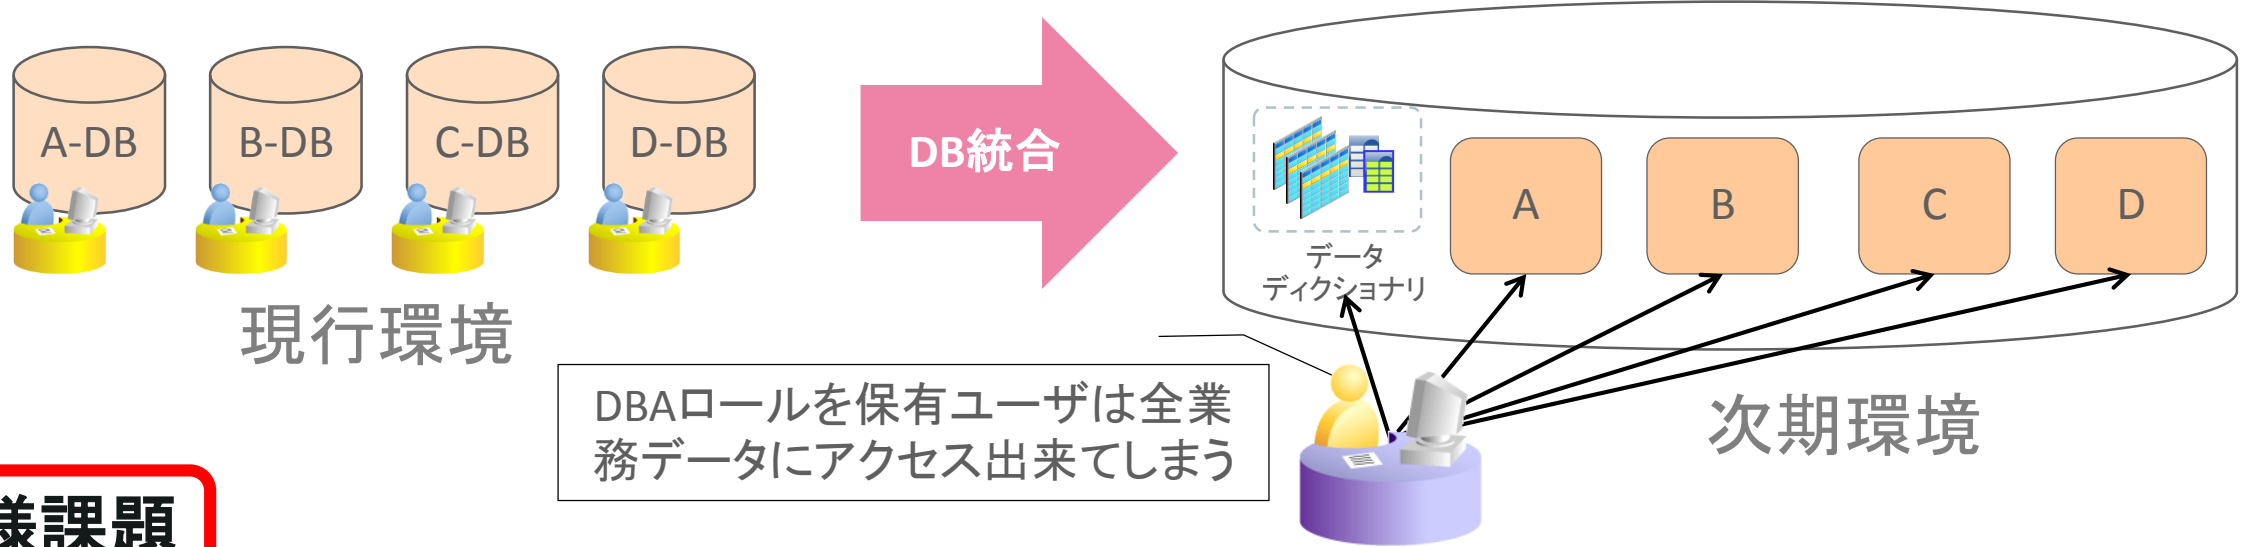 A-DB
B-DB
C-DB
D-DB
現行環境
DB統合
データ
ディクショナリ
A
B
C
D
DBAロールを保有ユーザは全業
務データにアクセス出来てしまう
次期環境
様課題